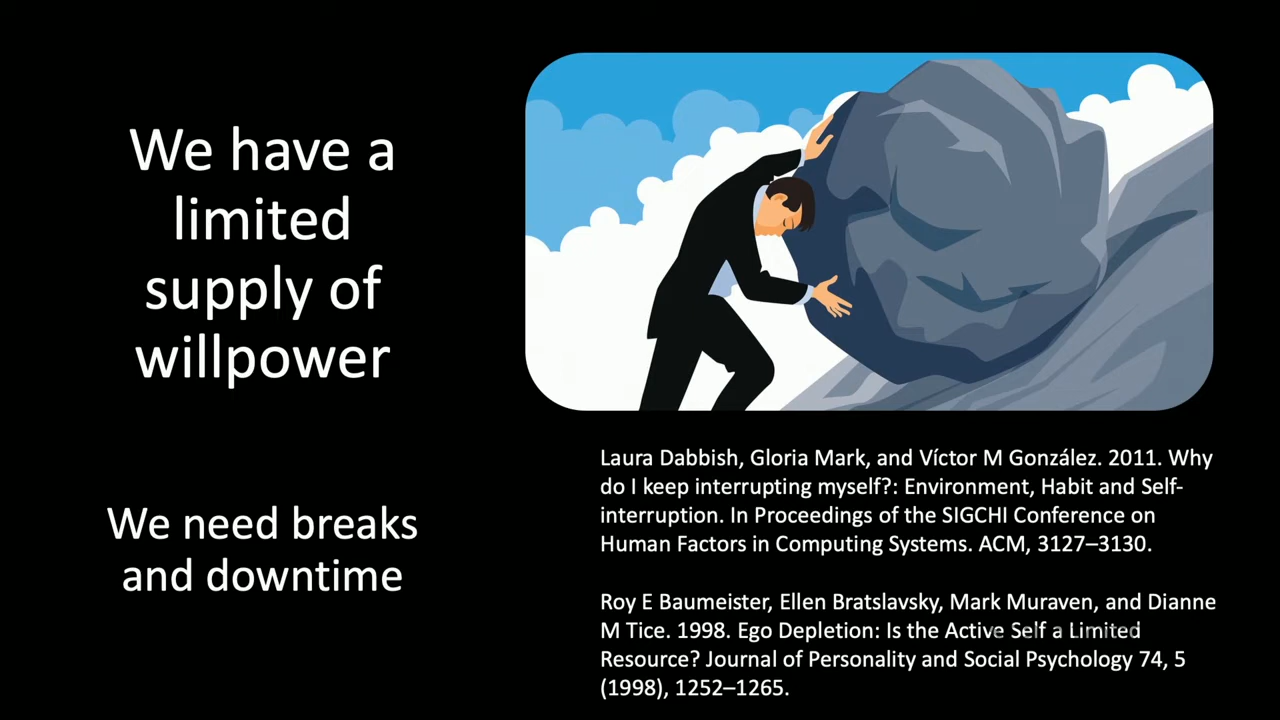 We have a
limited
supply of
willpower
We need breaks
and downtime
Laura Dabbish, Gloria Mark, and Víctor M González. 2011. Why
do I keep interrupting myself?: Environment, Habit and Self-
interruption. In Proceedings of the SIGCHI Conference on
Human Factors in Computing Systems. ACM, 3127–3130.
Roy E Baumeister, Ellen Bratslavsky, Mark Muraven, and Dianne
M Tice. 1998. Ego Depletion: Is the Active Self a Limited
Resource? Journal of Personality and Social Psychology 74, 5
(1998), 1252–1265.